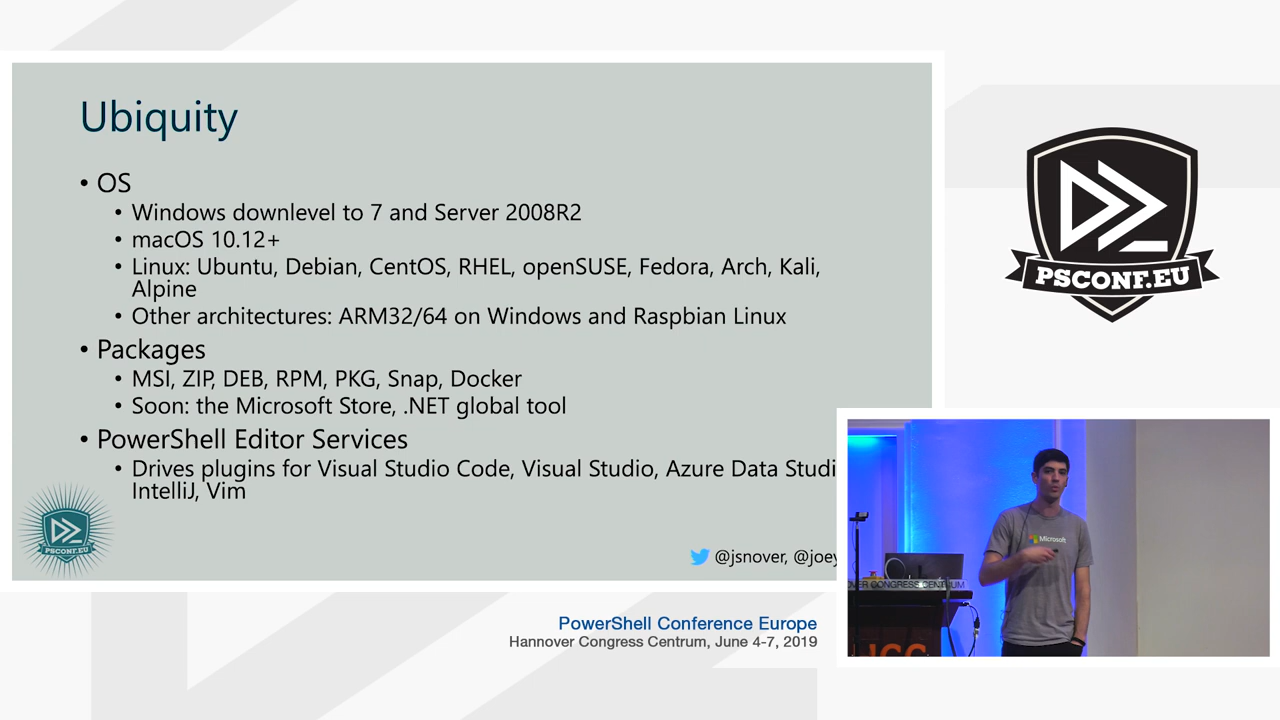 Ubiquity
• OS
• Windows downlevel to 7 and Server 2008R2
• macOS 10.12+
• Linux: Ubuntu, Debian, CentOS, RHEL, openSUSE, Fedora, Arch, Kali,
Alpine
• Other architectures: ARM32/64 on Windows and Raspbian Linux
• Packages
• MSI, ZIP, DEB, RPM, PKG, Snap, Docker
• Soon: the Microsoft Store, .NET global tool
• PowerShell Editor Services
• Drives plugins for Visual Studio Code, Visual Studio, Azure Data Studi
IntelliJ, Vim
PSCONF.EU
@jsnover, @joey
PSCONF.EU
Microsoft
CONGRESS CENTRUM
PowerShell Conference Europe
Hannover Congress Centrum, June 4-7, 2019